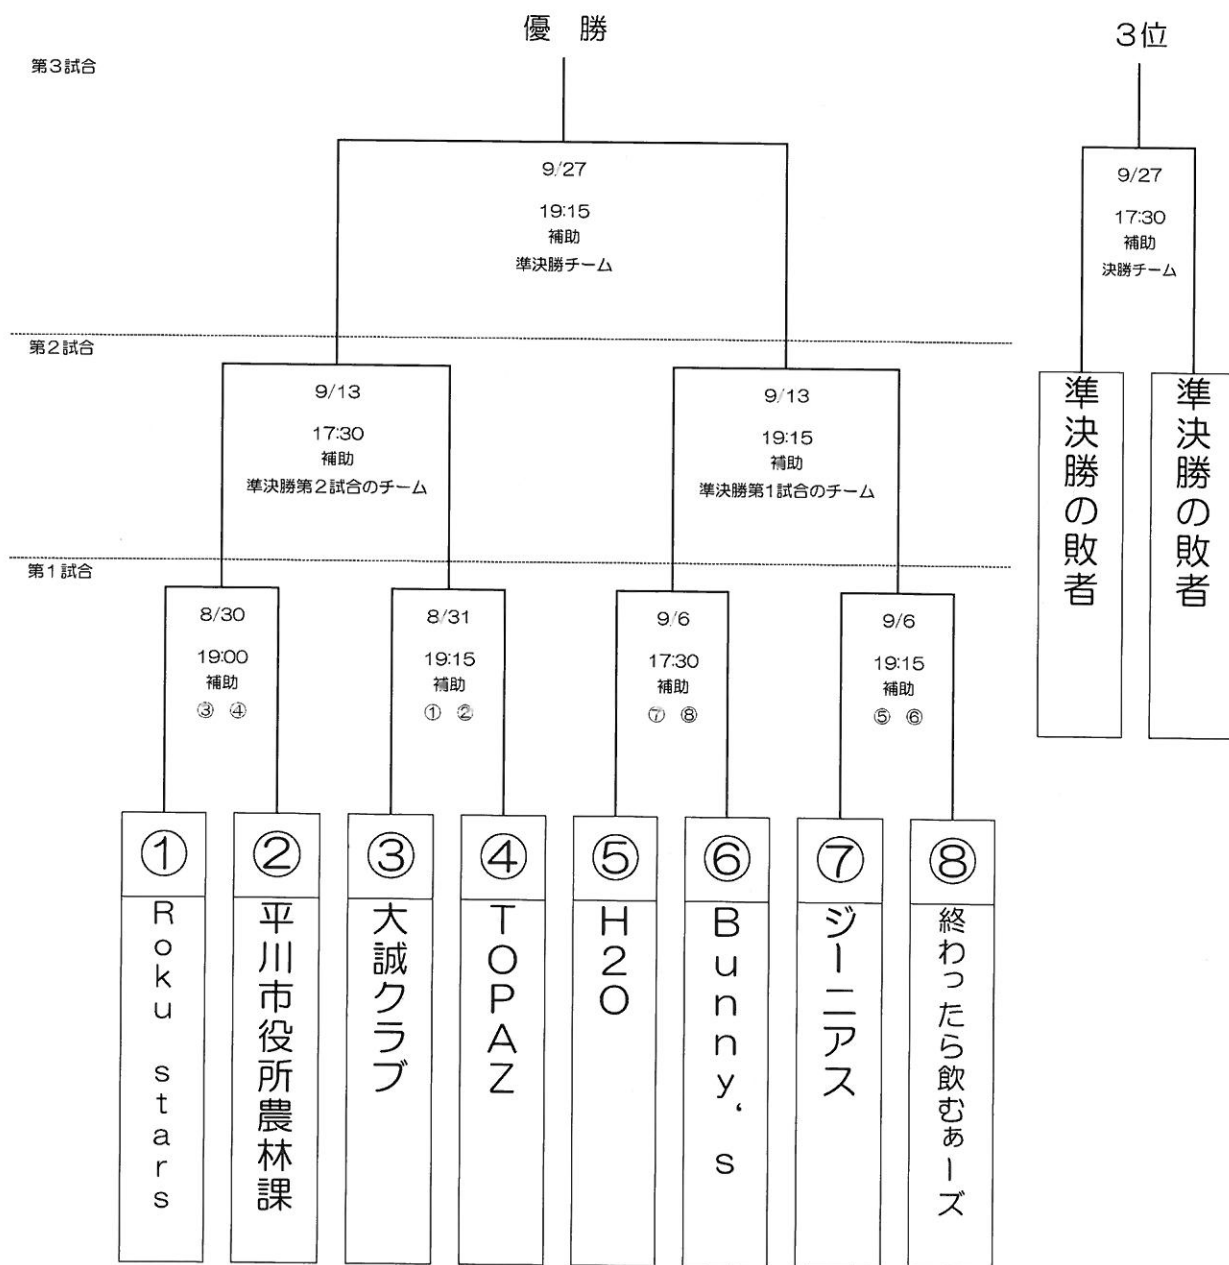 優 勝
3位
第3試合
9/27
19:15
補助
準決勝チーム
9/27
17:30
補助
決勝チーム
第2試合
9/13
17:30
補助
準決勝第2試合のチーム
9/13
19:15
補助
準決勝第1試合のチーム
準決勝の敗者
準決勝の敗者
第1試合
8/30
19:00
補助
③ ④
8/31
19:15
補助
① ②
9/6
17:30
補助
⑦ ⑧
9/6
19:15
補助
⑤ ⑥
①
Roku stars
②
平川市役所農林課
③
大誠クラブ
④
TOPAZ
⑤
H2O
⑥
Bunny‘s
⑦
ジーニアス
⑧
終わったら飲むぁーズ